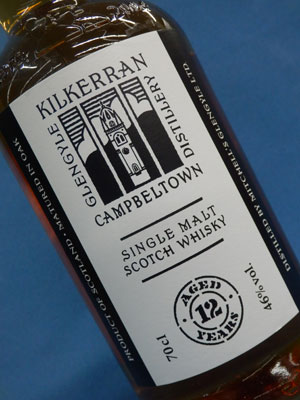 KILKERRAN
GLENGYLE
DISTILLERY
CAMPBELTOWN
SINGLE MALT
SCOTCH WHISKY
AGED
12
YEARS
70cl
46%vol.
PRODUCT OF SCOTLAND. MATURED IN OAK
DISTILLED BY MITCHELL'S GLENGYLE LTD